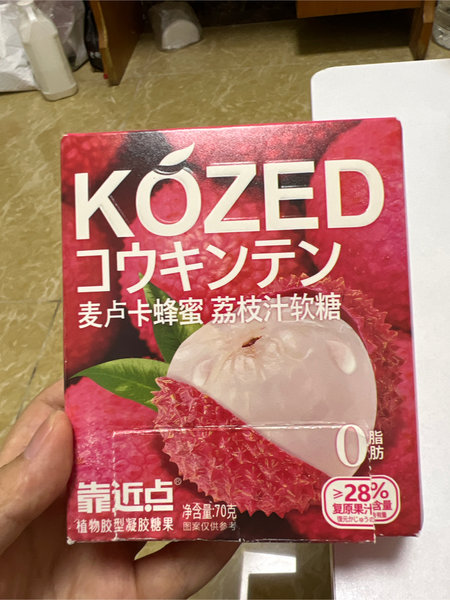 KOZED
コウキンテン
麦卢卡蜂蜜 荔枝汁软糖
0脂肪
靠近点®
植物胶型凝胶糖果
净含量:70克
图案仅供参考
≥28%
复原果汁含量